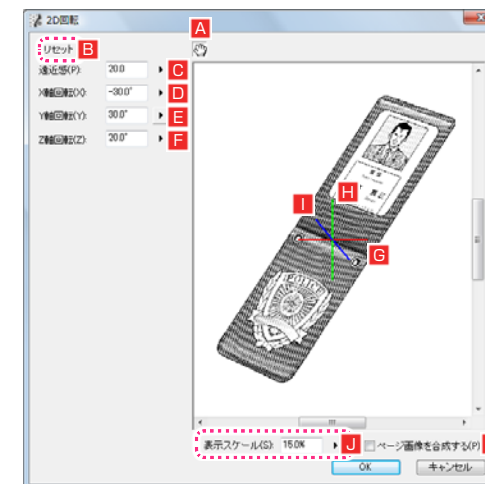 2D回転
A
リセット B
遠近感(P): 20.0 C
X軸回転(X): -30.0° D
Y軸回転(Y): 30.0° E
Z軸回転(Z): 20.0° F
I
H
G
POLICE
表示スケール(S): 15.0% J ページ画像を合成する(P)
OK キャンセル